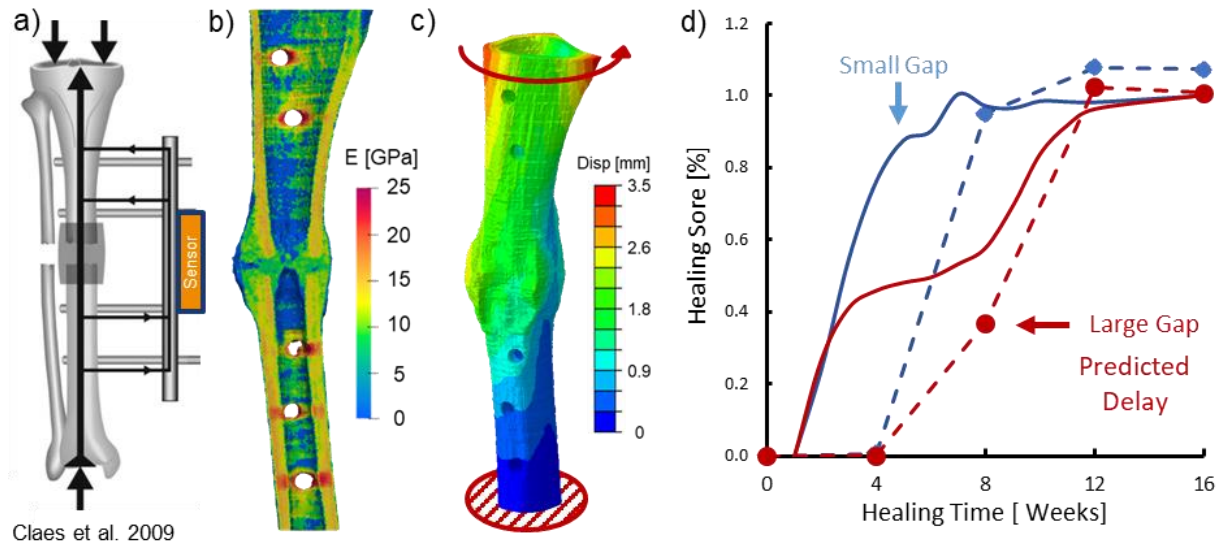 a)
Sensor
Claes et al. 2009
b)
E [GPa]
25
20
15
10
5
0
c)
Disp [mm]
3.5
2.6
1.8
0.9
0
d)
Healing Sore [%]
1.2
1.0
0.8
0.6
0.4
0.2
0.0
Small Gap
Large Gap
Predicted
Delay
0 4 8 12 16
Healing Time [ Weeks]